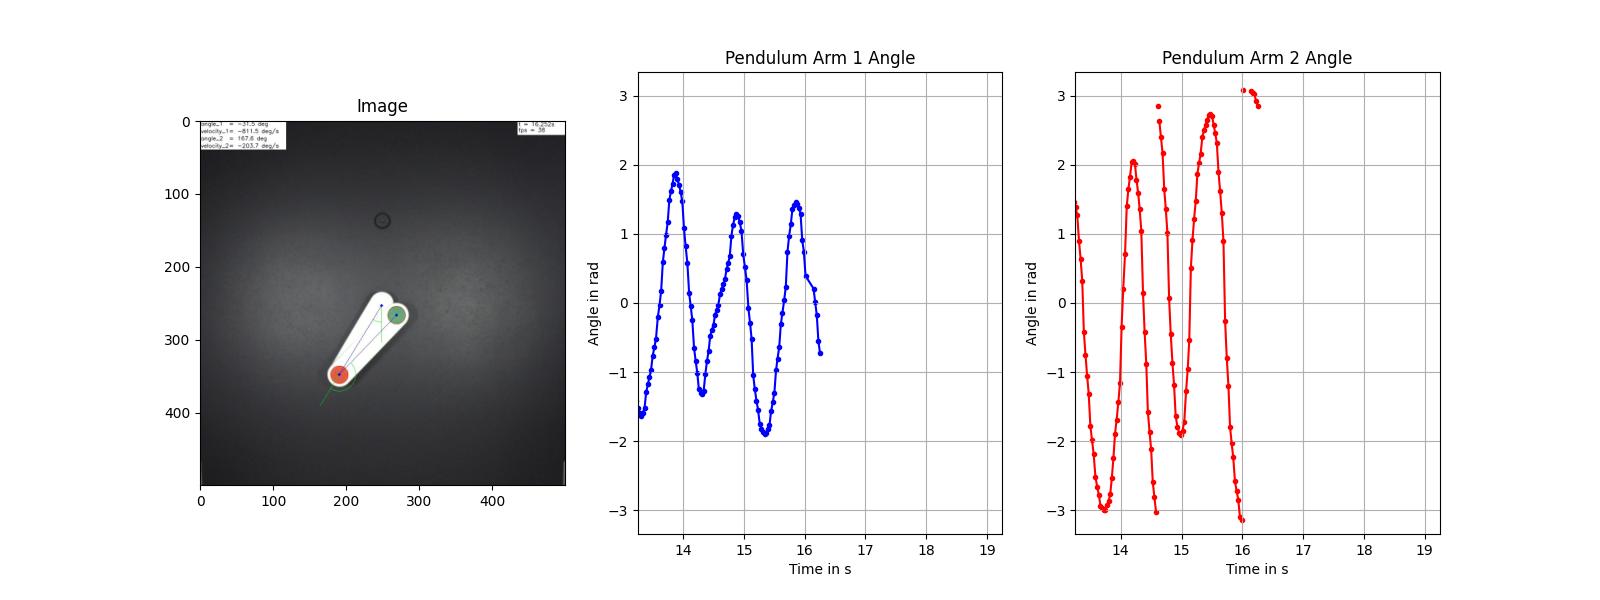 Image
angle_1 = -31.5 deg
velocity_1= -811.5 deg/s
angle_2 = 167.6 deg
velocity_2= -203.7 deg/s
t = 16.252s
fps = 38
0
100
200
300
400
0 100 200 300 400
Pendulum Arm 1 Angle
Angle in rad
3
2
1
0
−1
−2
−3
14 15 16 17 18 19
Time in s
Pendulum Arm 2 Angle
Angle in rad
3
2
1
0
−1
−2
−3
14 15 16 17 18 19
Time in s